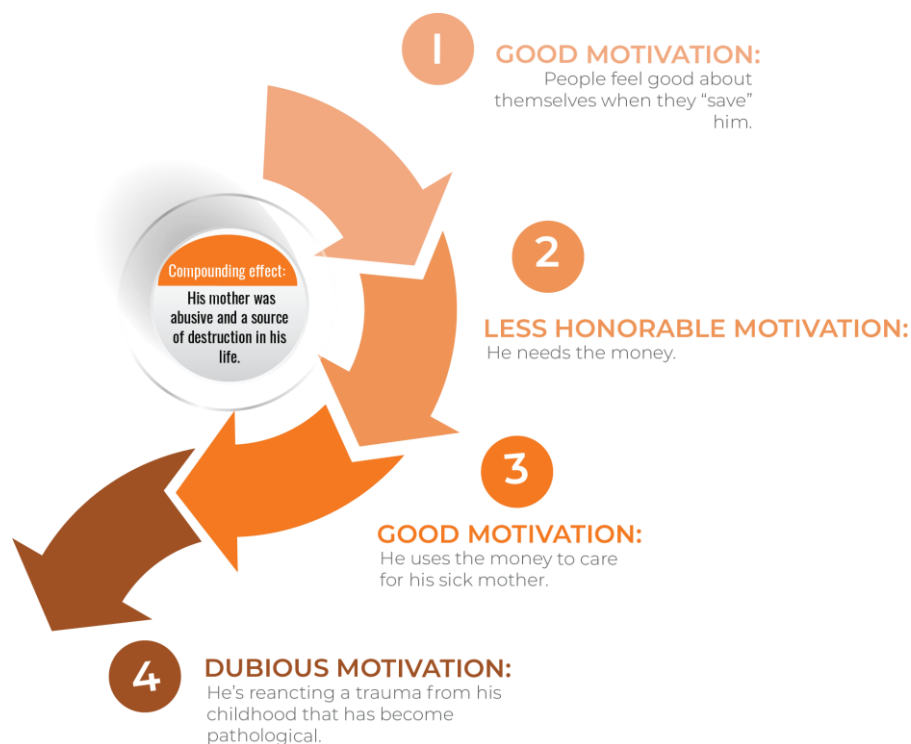 1
GOOD MOTIVATION:
People feel good about
themselves when they “save”
him.
Compounding effect:
His mother was
abusive and a source
of destruction in his
life.
2
LESS HONORABLE MOTIVATION:
He needs the money.
3
GOOD MOTIVATION:
He uses the money to care
for his sick mother.
4
DUBIOUS MOTIVATION:
He’s reancting a trauma from his
childhood that has become
pathological.